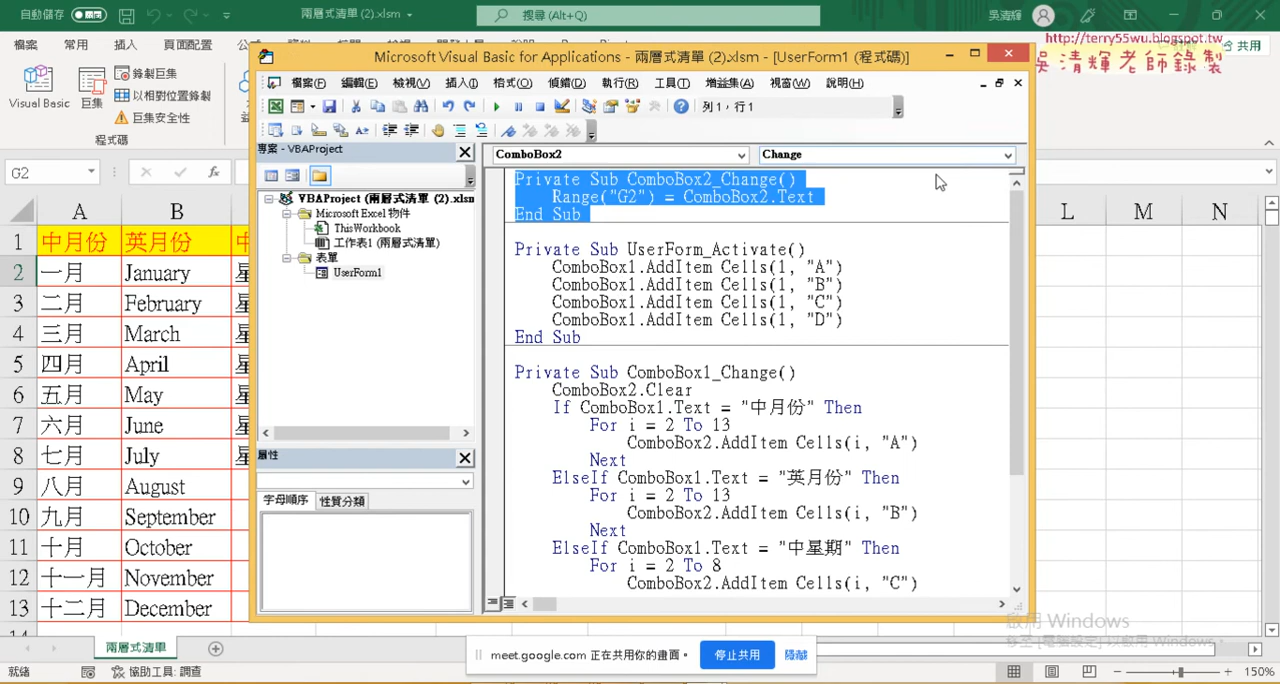 自動儲存
兩層式清單 (2).xlsm
搜尋 (Alt+Q)
吳清輝
http://terry55wu.blogspot.tw
吳清輝老師錄製
共用
檔案 常用 插入 頁面配置
Visual Basic
巨集
錄製巨集
以相對位置錄製
巨集安全性
程式碼
G2
Microsoft Visual Basic for Applications - 兩層式清單 (2).xlsm - [UserForm1 (程式碼)]
檔案(F) 編輯(E) 檢視(V) 插入(I) 格式(O) 偵錯(D) 執行(R) 工具(T) 增益集(A) 視窗(W) 說明(H)
列 1，行 1
專案 - VBAProject
VBAProject (兩層式清單 (2).xlsm
Microsoft Excel 物件
ThisWorkbook
工作表1 (兩層式清單)
表單
UserForm1
屬性
字母順序 性質分類
ComboBox2 Change
Private Sub ComboBox2_Change()
Range("G2") = ComboBox2.Text
End Sub
Private Sub UserForm_Activate()
ComboBox1.AddItem Cells(1, "A")
ComboBox1.AddItem Cells(1, "B")
ComboBox1.AddItem Cells(1, "C")
ComboBox1.AddItem Cells(1, "D")
End Sub
Private Sub ComboBox1_Change()
ComboBox2.Clear
If ComboBox1.Text = "中月份" Then
For i = 2 To 13
ComboBox2.AddItem Cells(i, "A")
Next
ElseIf ComboBox1.Text = "英月份" Then
For i = 2 To 13
ComboBox2.AddItem Cells(i, "B")
Next
ElseIf ComboBox1.Text = "中星期" Then
For i = 2 To 8
ComboBox2.AddItem Cells(i, "C")
A B L M N
1 中月份 英月份
2 一月 January
3 二月 February
4 三月 March
5 四月 April
6 五月 May
7 六月 June
8 七月 July
9 八月 August
10 九月 September
11 十月 October
12 十一月 November
13 十二月 December
兩層式清單
meet.google.com 正在共用你的畫面。 停止共用 隱藏
啟用 Windows
移至 [電腦設定] 以啟用 Windows。
就緒
協助工具: 調查
150%